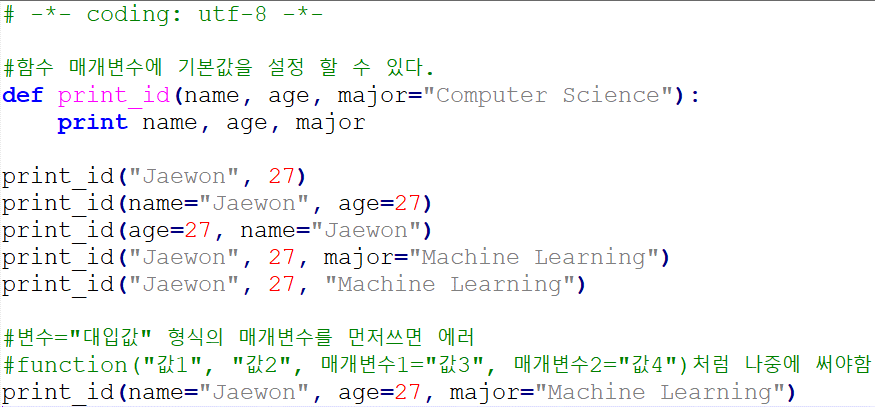 # -*- coding: utf-8 -*-
#함수 매개변수에 기본값을 설정 할 수 있다.
def print_id(name, age, major="Computer Science"):
    print name, age, major
print_id("Jaewon", 27)
print_id(name="Jaewon", age=27)
print_id(age=27, name="Jaewon")
print_id("Jaewon", 27, major="Machine Learning")
print_id("Jaewon", 27, "Machine Learning")
#변수="대입값" 형식의 매개변수를 먼저쓰면 에러
#function("값1", "값2", 매개변수1="값3", 매개변수2="값4")처럼 나중에 써야함
print_id(name="Jaewon", age=27, major="Machine Learning")